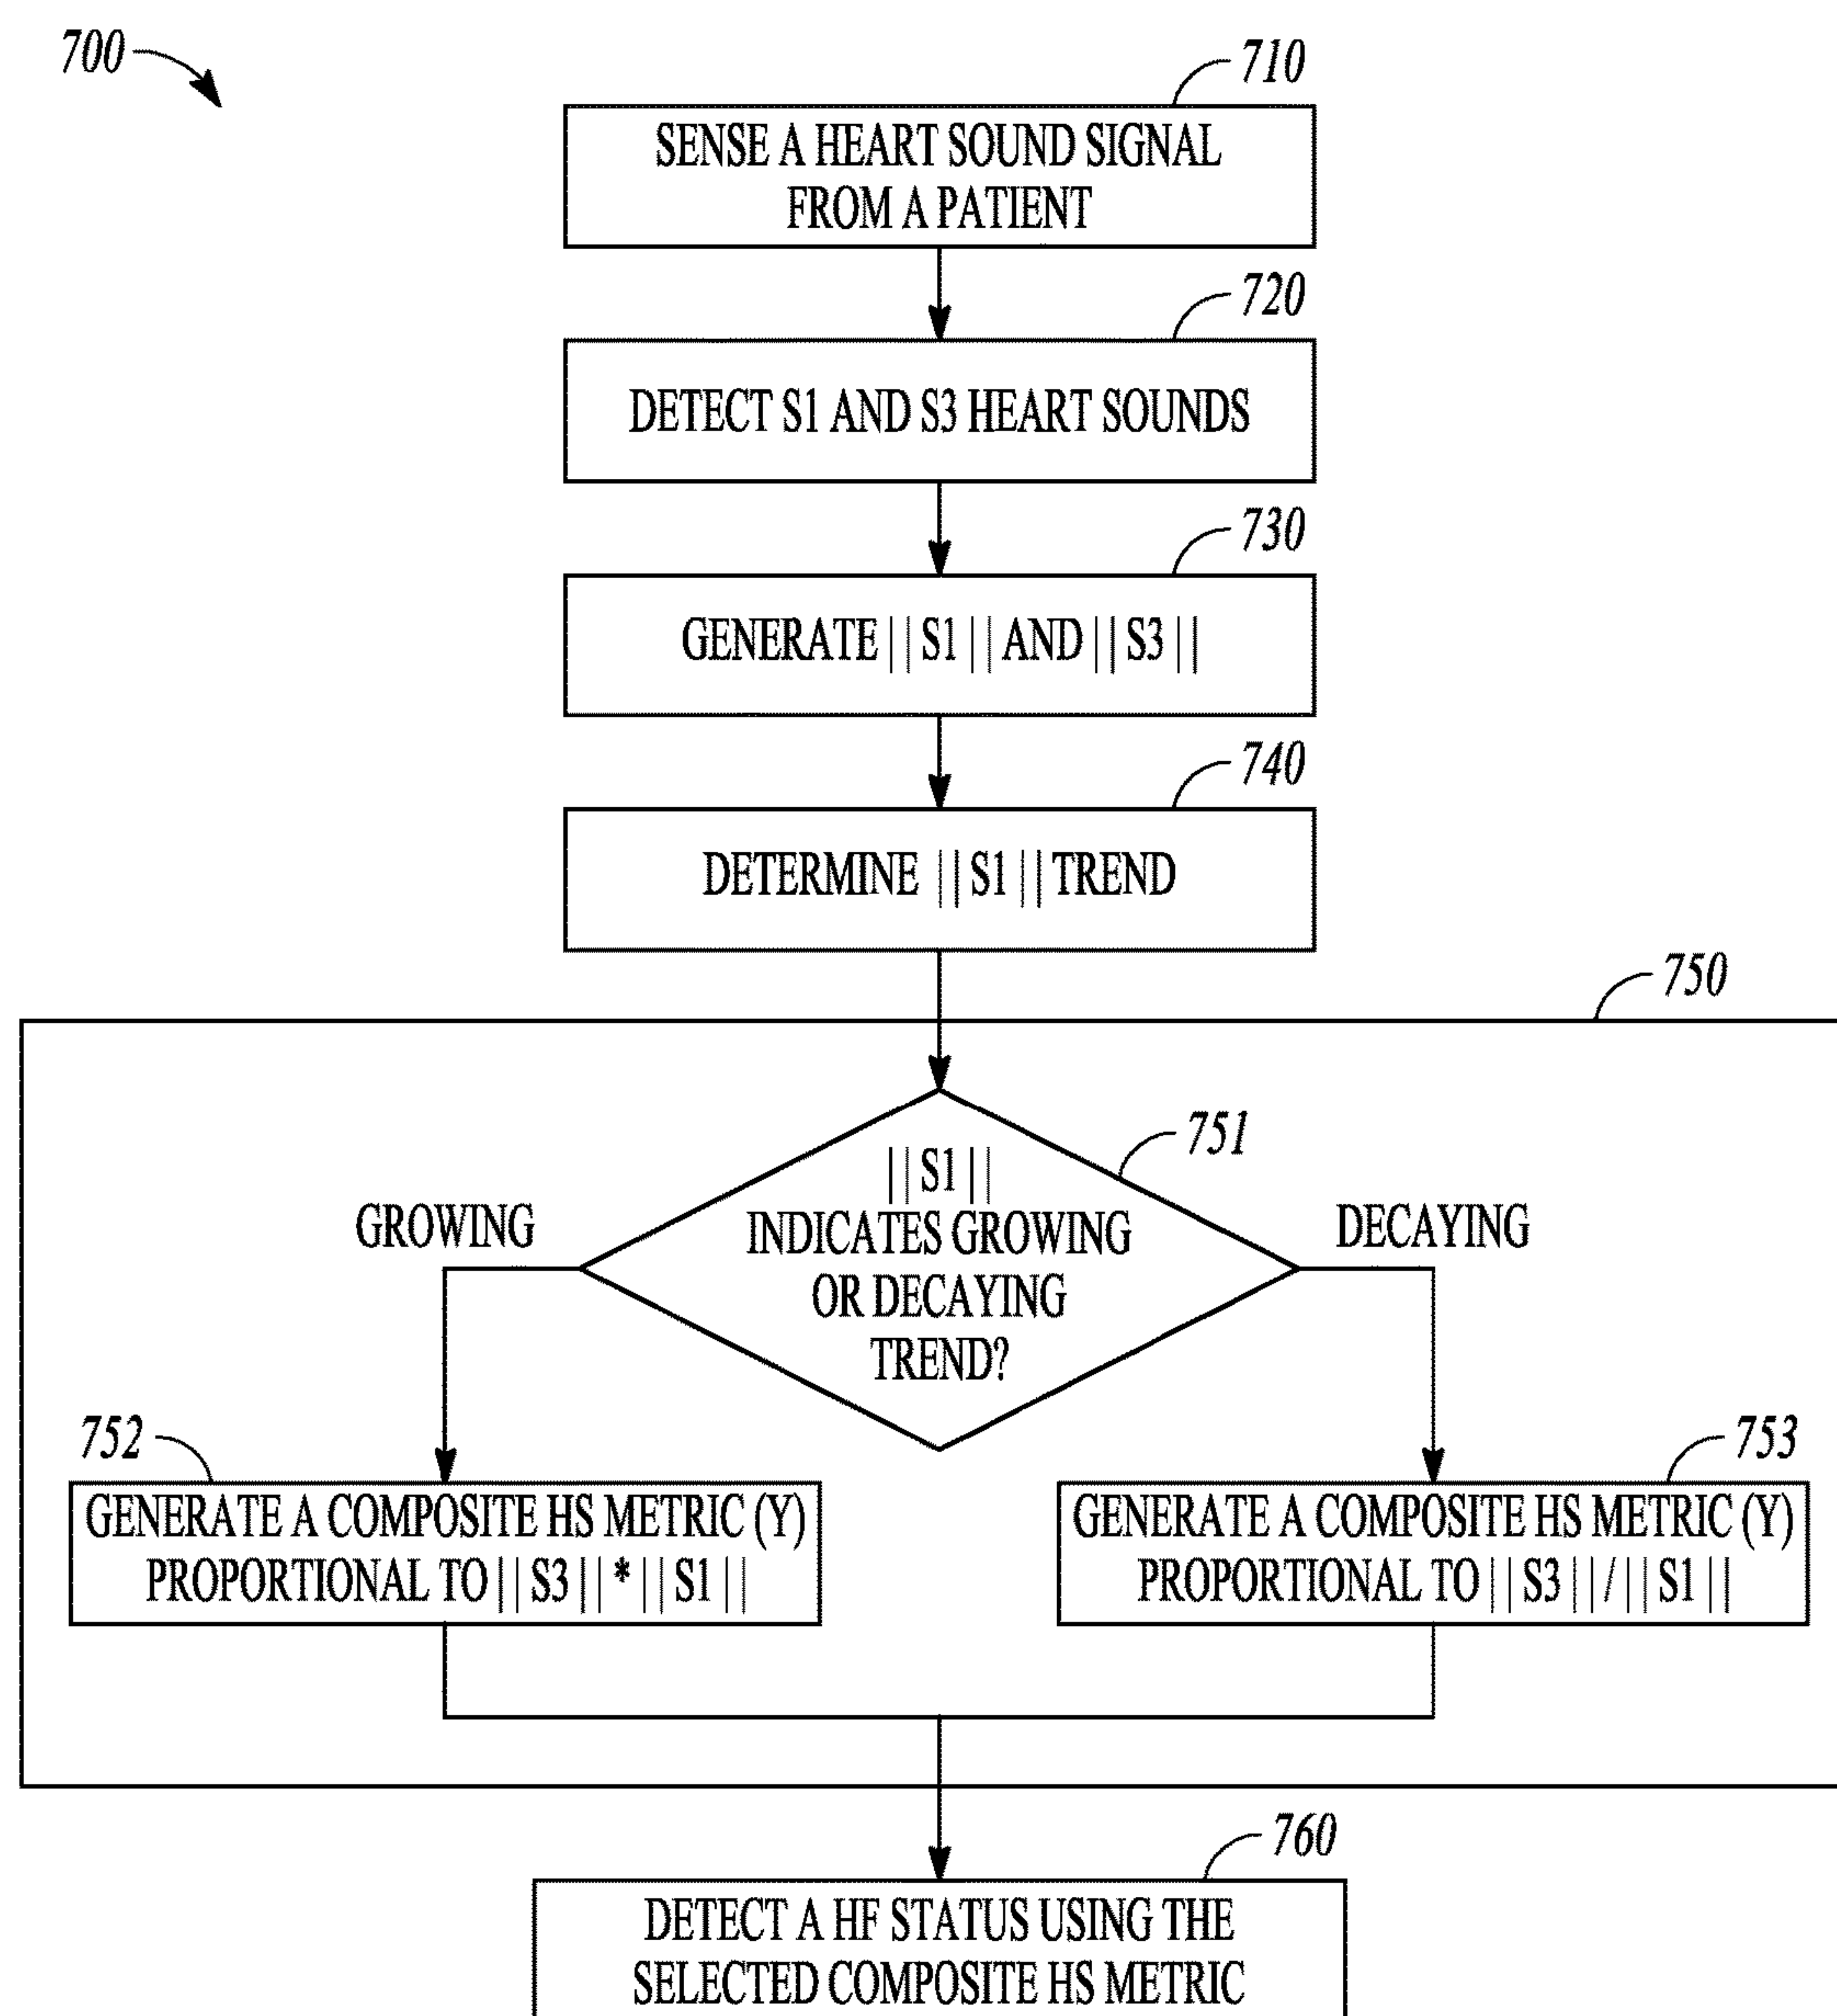 700
710
SENSE A HEART SOUND SIGNAL
FROM A PATIENT
720
DETECT S1 AND S3 HEART SOUNDS
730
GENERATE ||S1|| AND ||S3||
740
DETERMINE ||S1|| TREND
750
751
||S1||
INDICATES GROWING
OR DECAYING
TREND?
GROWING
DECAYING
752
GENERATE A COMPOSITE HS METRIC (Y)
PROPORTIONAL TO ||S3||*||S1||
753
GENERATE A COMPOSITE HS METRIC (Y)
PROPORTIONAL TO ||S3||/||S1||
760
DETECT A HF STATUS USING THE
SELECTED COMPOSITE HS METRIC